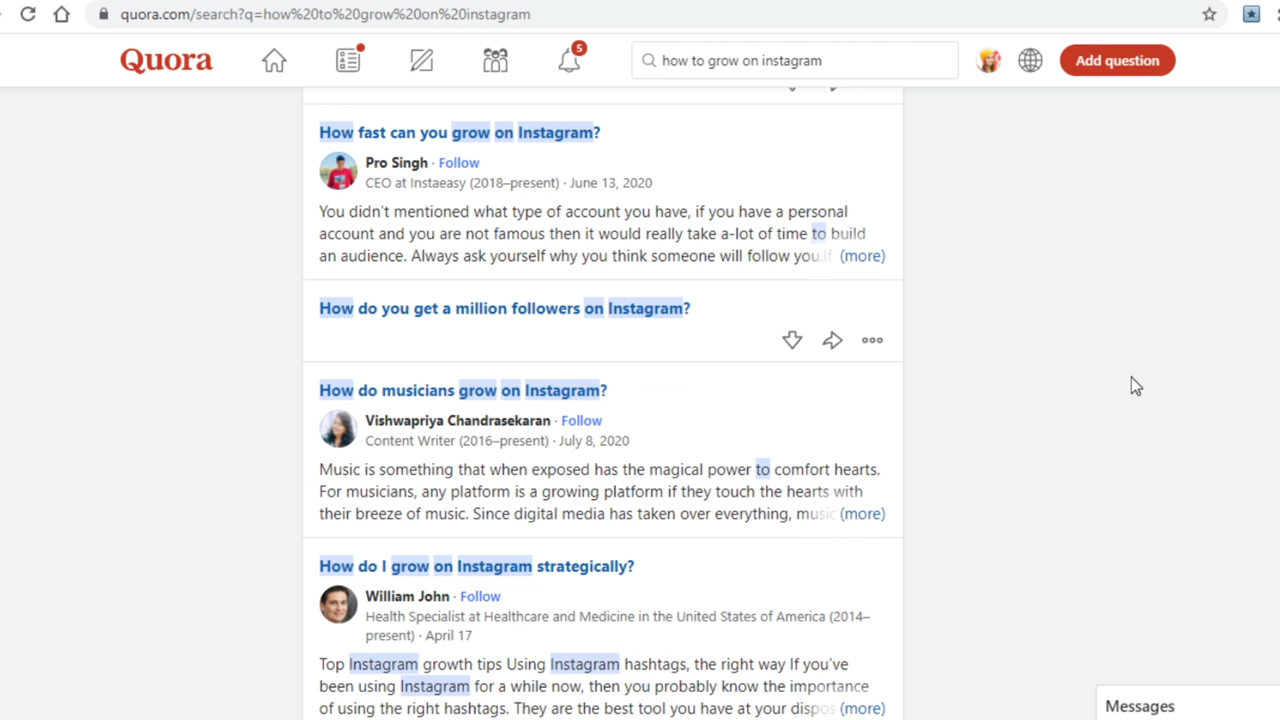 quora.com/search?q=how%20to%20grow%20on%20instagram
Quora
5
how to grow on instagram
Add question
How fast can you grow on Instagram?
Pro Singh · Follow
CEO at Instaeasy (2018–present) · June 13, 2020
You didn't mentioned what type of account you have, if you have a personal
account and you are not famous then it would really take a-lot of time to build
an audience. Always ask yourself why you think someone will follow you.If (more)
How do you get a million followers on Instagram?
How do musicians grow on Instagram?
Vishwapriya Chandrasekaran · Follow
Content Writer (2016–present) · July 8, 2020
Music is something that when exposed has the magical power to comfort hearts.
For musicians, any platform is a growing platform if they touch the hearts with
their breeze of music. Since digital media has taken over everything, music (more)
How do I grow on Instagram strategically?
William John · Follow
Health Specialist at Healthcare and Medicine in the United States of America (2014–
present) · April 17
Top Instagram growth tips Using Instagram hashtags, the right way If you've
been using Instagram for a while now, then you probably know the importance
of using the right hashtags. They are the best tool you have at your dispos (more)
Messages